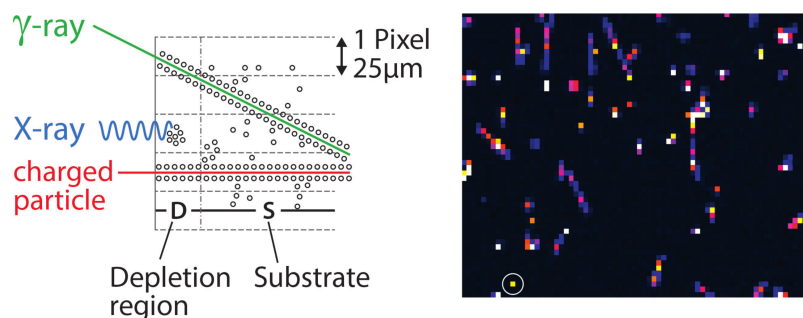 γ-ray
1 Pixel
25μm
X-ray
charged
particle
D
S
Depletion
region
Substrate